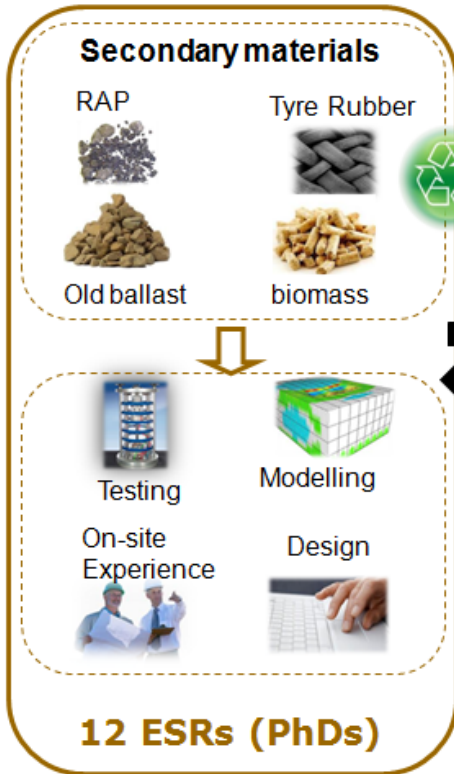 Secondary materials
RAP
Tyre Rubber
Old ballast
biomass
Testing
Modelling
On-site
Experience
Design
12 ESRs (PhDs)